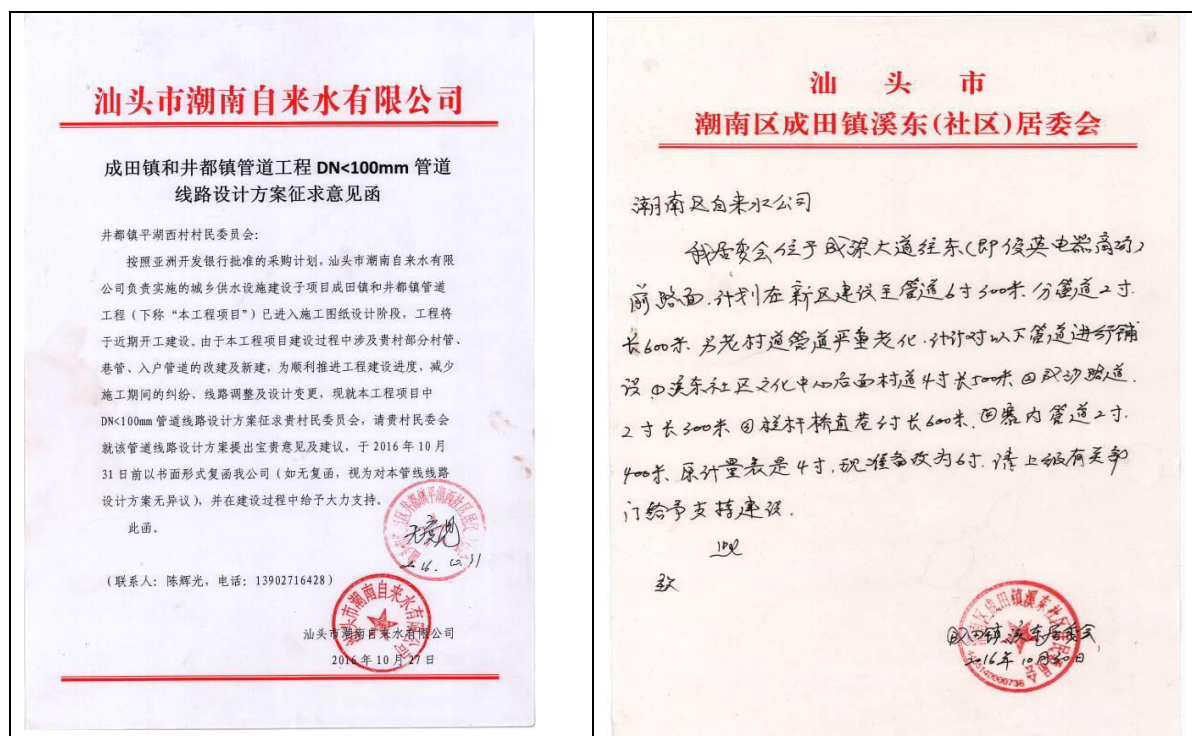 汕头市潮南自来水有限公司
成田镇和井都镇管道工程 DN<100mm 管道
线路设计方案征求意见函
井都镇平湖西村村民委员会:
按照亚洲开发银行批准的采购计划,汕头市潮南自来水有限
公司负责实施的城乡供水设施建设子项目成田镇和井都镇管道
工程(下称“本工程项目”)已进入施工图纸设计阶段,工程将
于近期开工建设。由于本工程项目建设过程中涉及贵村部分村管、
巷管、入户管道的改建及新建,为顺利推进工程建设进度,减少
施工期间的纠纷、线路调整及设计变更,现就本工程项目中
DN<100mm 管道线路设计方案征求贵村民委员会,请贵村民委会
就该管道线路设计方案提出宝贵意见及建议,于 2016 年 10 月
31 日前以书面形式复函我公司(如无复函,视为对本管线线路
设计方案无异议),并在建设过程中给予大力支持。
此函。
无意见
2016.10.31
(联系人:陈辉光,电话:13902716428)
汕头市潮南自来水有限公司
2016 年 10 月 27 日
汕头市
潮南区成田镇溪东(社区)居委会
潮南区自来水公司
我居委会位于成梁大道往东(即俊英电器商场)
前路面,计划在新区建设主管道6寸500米,分管道2寸
长600米.另老村道管道严重老化,计计对以下管道进行铺
设①溪东社区文化中心后面村道4寸长500米②沙路道,
2寸长300米③桥直巷4寸长600米,④寨内管道2寸
400米.原计量表是4寸,现准备改为6寸,请上级有关部
门给予支持建设.
此
致
成田镇溪东居委会
2016年10月30日